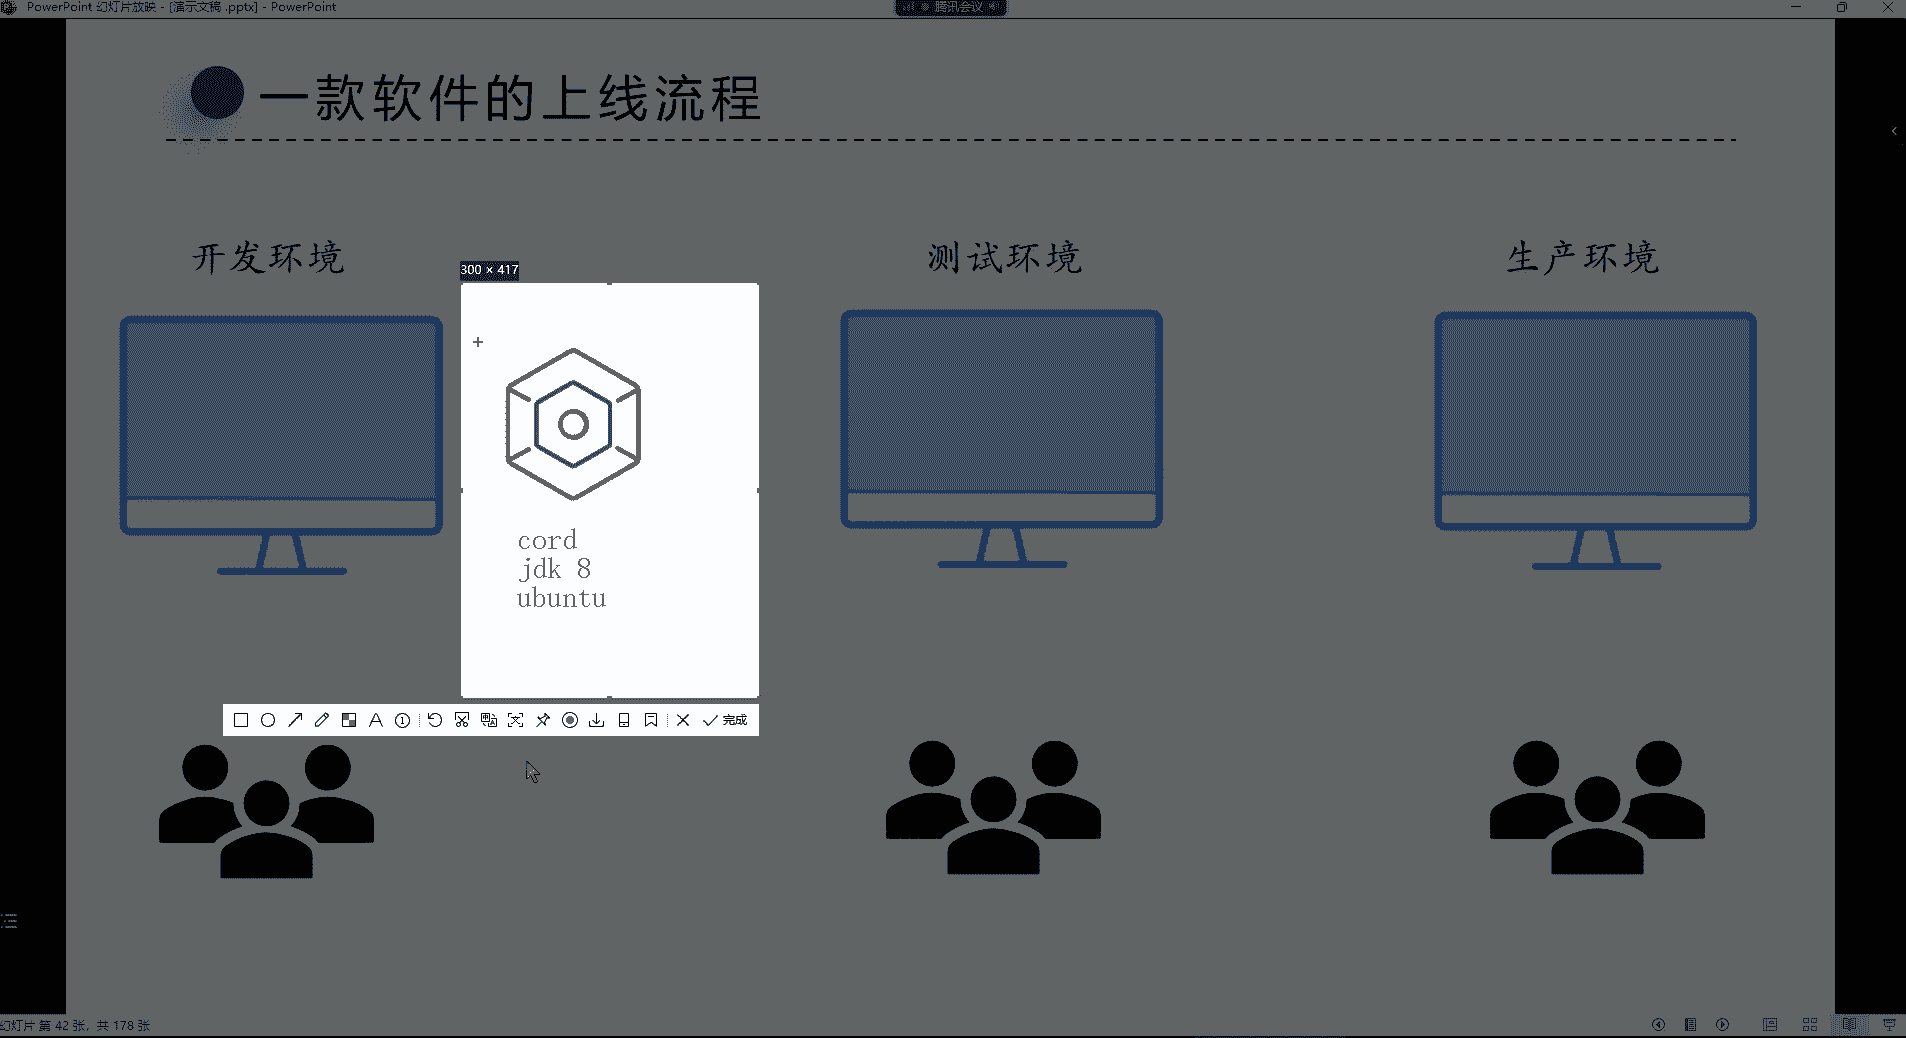 PowerPoint 幻灯片放映 - [演示文稿 .pptx] - PowerPoint
腾讯会议
一款软件的上线流程
开发环境
测试环境
生产环境
300 × 417
cord
jdk 8
ubuntu
完成
幻灯片 第 42 张，共 178 张